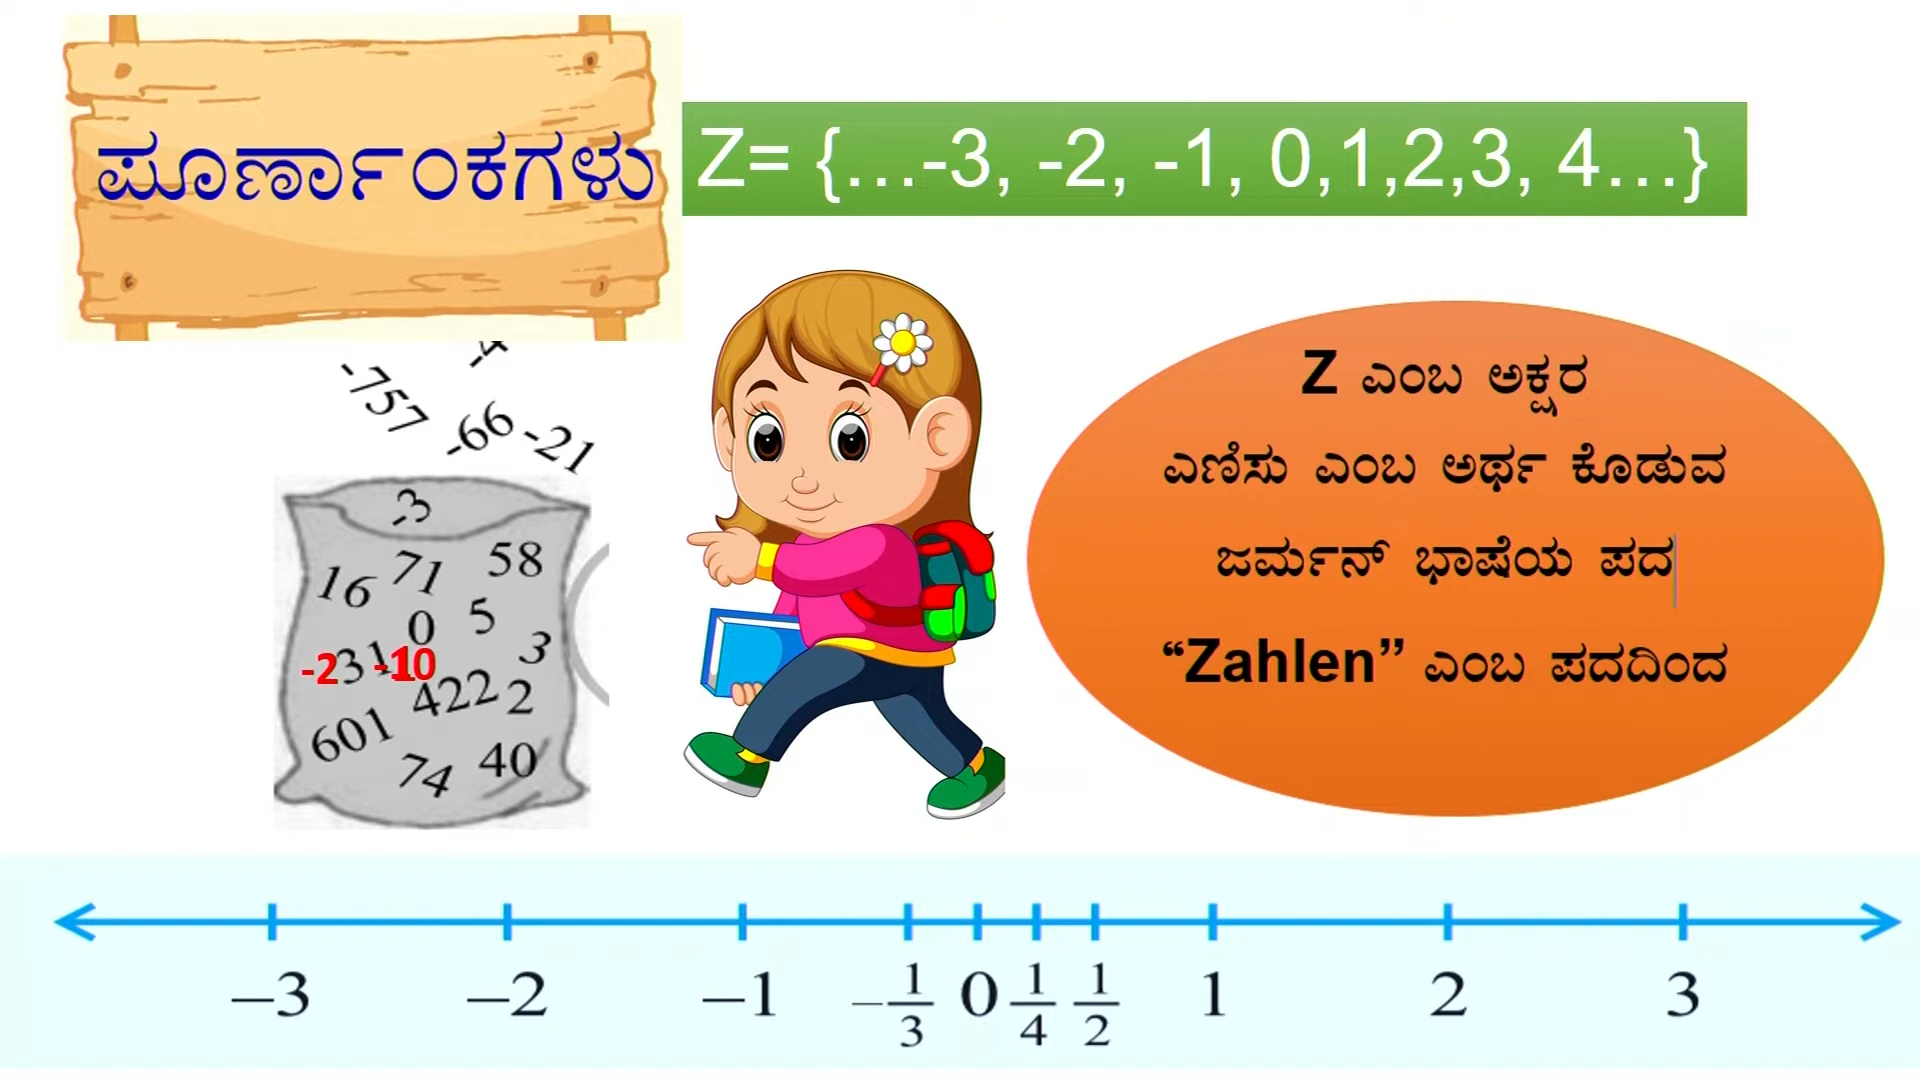 ಪೂರ್ಣಾಂಕಗಳು
Z= {...-3, -2, -1, 0,1,2,3, 4...}
-4
-757
-66
-21
-3
16 71 58
0 5
-2 31 -10 3
422 2
601
74 40
Z ಎಂಬ ಅಕ್ಷರ
ಎಣಿಸು ಎಂಬ ಅರ್ಥ ಕೊಡುವ
ಜರ್ಮನ್ ಭಾಷೆಯ ಪದ
“Zahlen” ಎಂಬ ಪದದಿಂದ
−3 −2 −1 −1/3 0 1/4 1/2 1 2 3